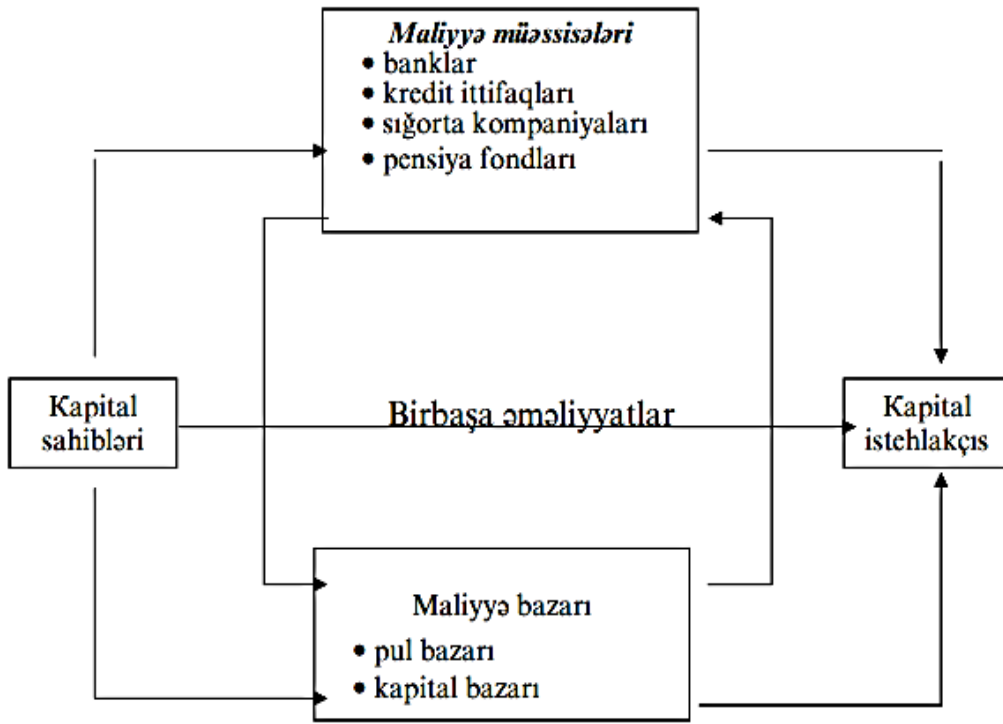 Maliyyə müəssisələri
• banklar
• kredit ittifaqları
• sığorta kompaniyaları
• pensiya fondları
Kapital
sahibləri
Birbaşa əməliyyatlar
Kapital
istehlakçıs
Maliyyə bazarı
• pul bazarı
• kapital bazarı